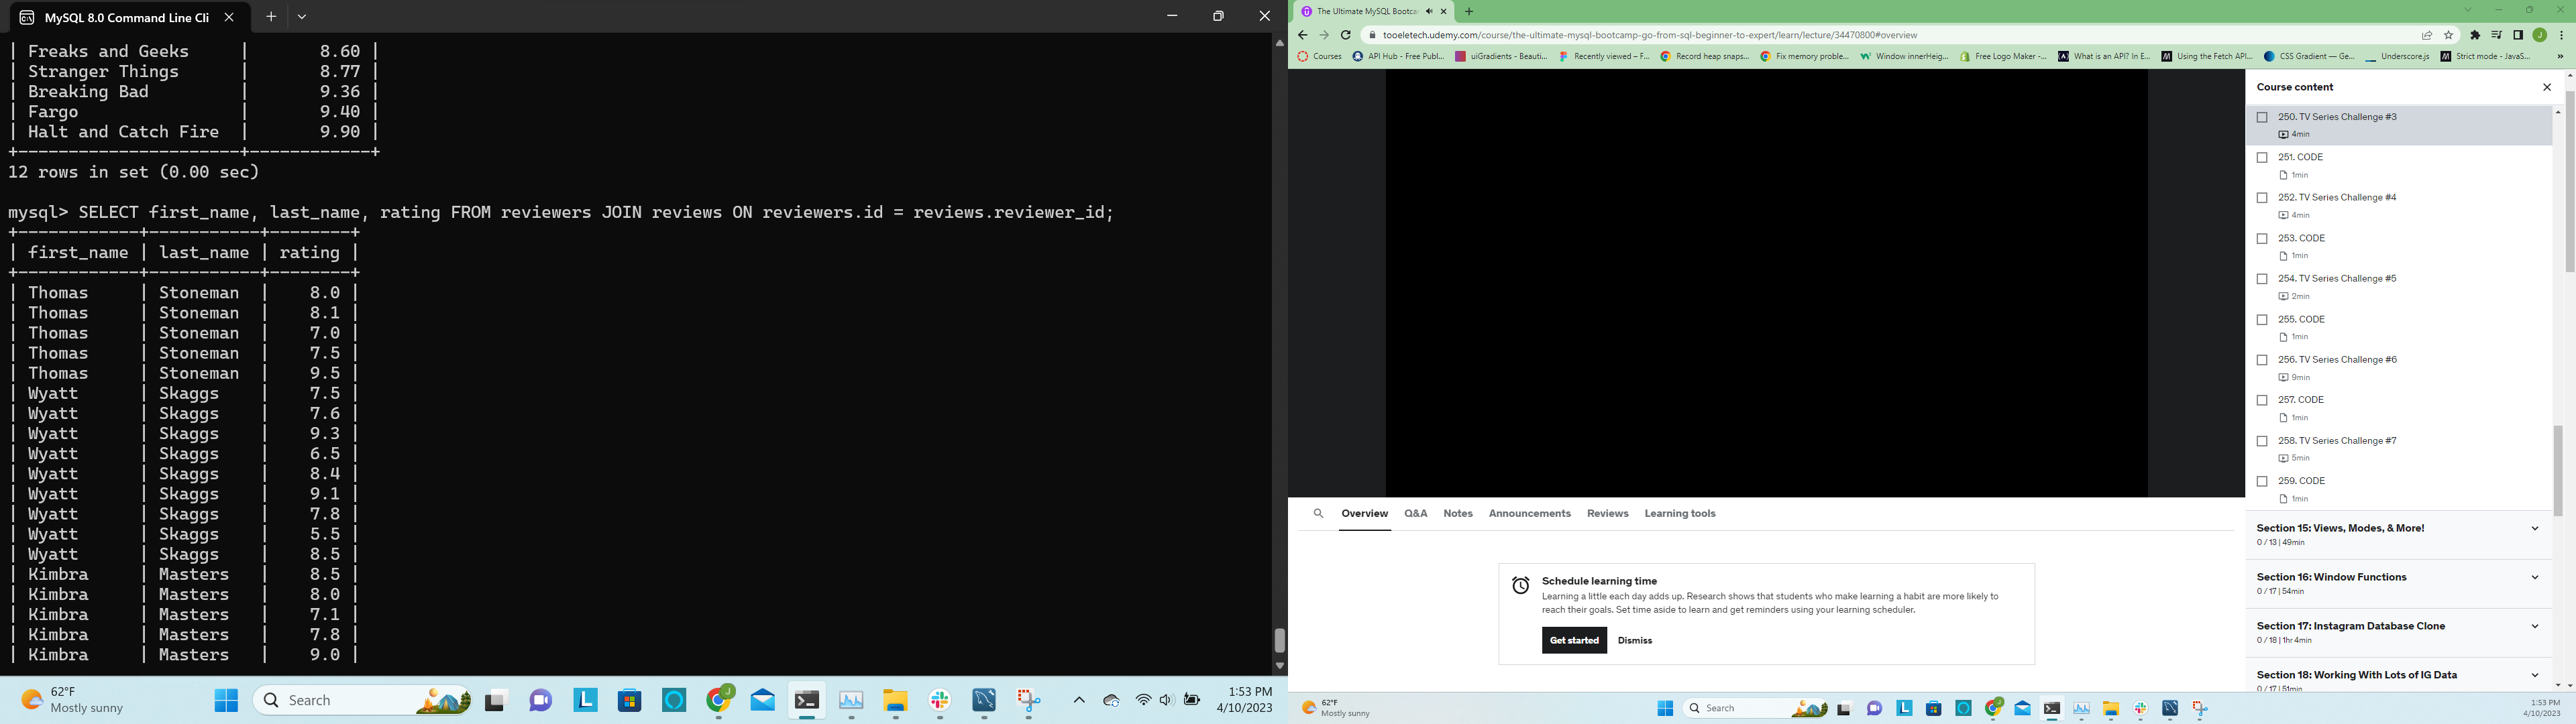 MySQL 8.0 Command Line Cli
| Freaks and Geeks | 8.60 |
| Stranger Things | 8.77 |
| Breaking Bad | 9.36 |
| Fargo | 9.40 |
| Halt and Catch Fire | 9.90 |
+----------------------+------------+
12 rows in set (0.00 sec)
mysql> SELECT first_name, last_name, rating FROM reviewers JOIN reviews ON reviewers.id = reviews.reviewer_id;
+------------+-----------+--------+
| first_name | last_name | rating |
+------------+-----------+--------+
| Thomas | Stoneman | 8.0 |
| Thomas | Stoneman | 8.1 |
| Thomas | Stoneman | 7.0 |
| Thomas | Stoneman | 7.5 |
| Thomas | Stoneman | 9.5 |
| Wyatt | Skaggs | 7.5 |
| Wyatt | Skaggs | 7.6 |
| Wyatt | Skaggs | 9.3 |
| Wyatt | Skaggs | 6.5 |
| Wyatt | Skaggs | 8.4 |
| Wyatt | Skaggs | 9.1 |
| Wyatt | Skaggs | 7.8 |
| Wyatt | Skaggs | 5.5 |
| Wyatt | Skaggs | 8.5 |
| Kimbra | Masters | 8.5 |
| Kimbra | Masters | 8.0 |
| Kimbra | Masters | 7.1 |
| Kimbra | Masters | 7.8 |
| Kimbra | Masters | 9.0 |
62°F
Mostly sunny
Search
1:53 PM
4/10/2023
The Ultimate MySQL Bootca
tooeletech.udemy.com/course/the-ultimate-mysql-bootcamp-go-from-sql-beginner-to-expert/learn/lecture/34470800#overview
Courses API Hub - Free Publ... uiGradients - Beauti... Recently viewed – F... Record heap snaps... Fix memory proble... Window innerHeig... Free Logo Maker -... What is an API? In E... Using the Fetch API... CSS Gradient — Ge... Underscore.js Strict mode - JavaS... »
Course content
250. TV Series Challenge #3
4min
251. CODE
1min
252. TV Series Challenge #4
4min
253. CODE
1min
254. TV Series Challenge #5
2min
255. CODE
1min
256. TV Series Challenge #6
9min
257. CODE
1min
258. TV Series Challenge #7
5min
259. CODE
1min
Section 15: Views, Modes, & More!
0 / 13 | 49min
Section 16: Window Functions
0 / 17 | 54min
Section 17: Instagram Database Clone
0 / 18 | 1hr 4min
Section 18: Working With Lots of IG Data
0 / 17 | 51min
Overview Q&A Notes Announcements Reviews Learning tools
Schedule learning time
Learning a little each day adds up. Research shows that students who make learning a habit are more likely to
reach their goals. Set time aside to learn and get reminders using your learning scheduler.
Get started Dismiss
62°F
Mostly sunny
Search
1:53 PM
4/10/2023